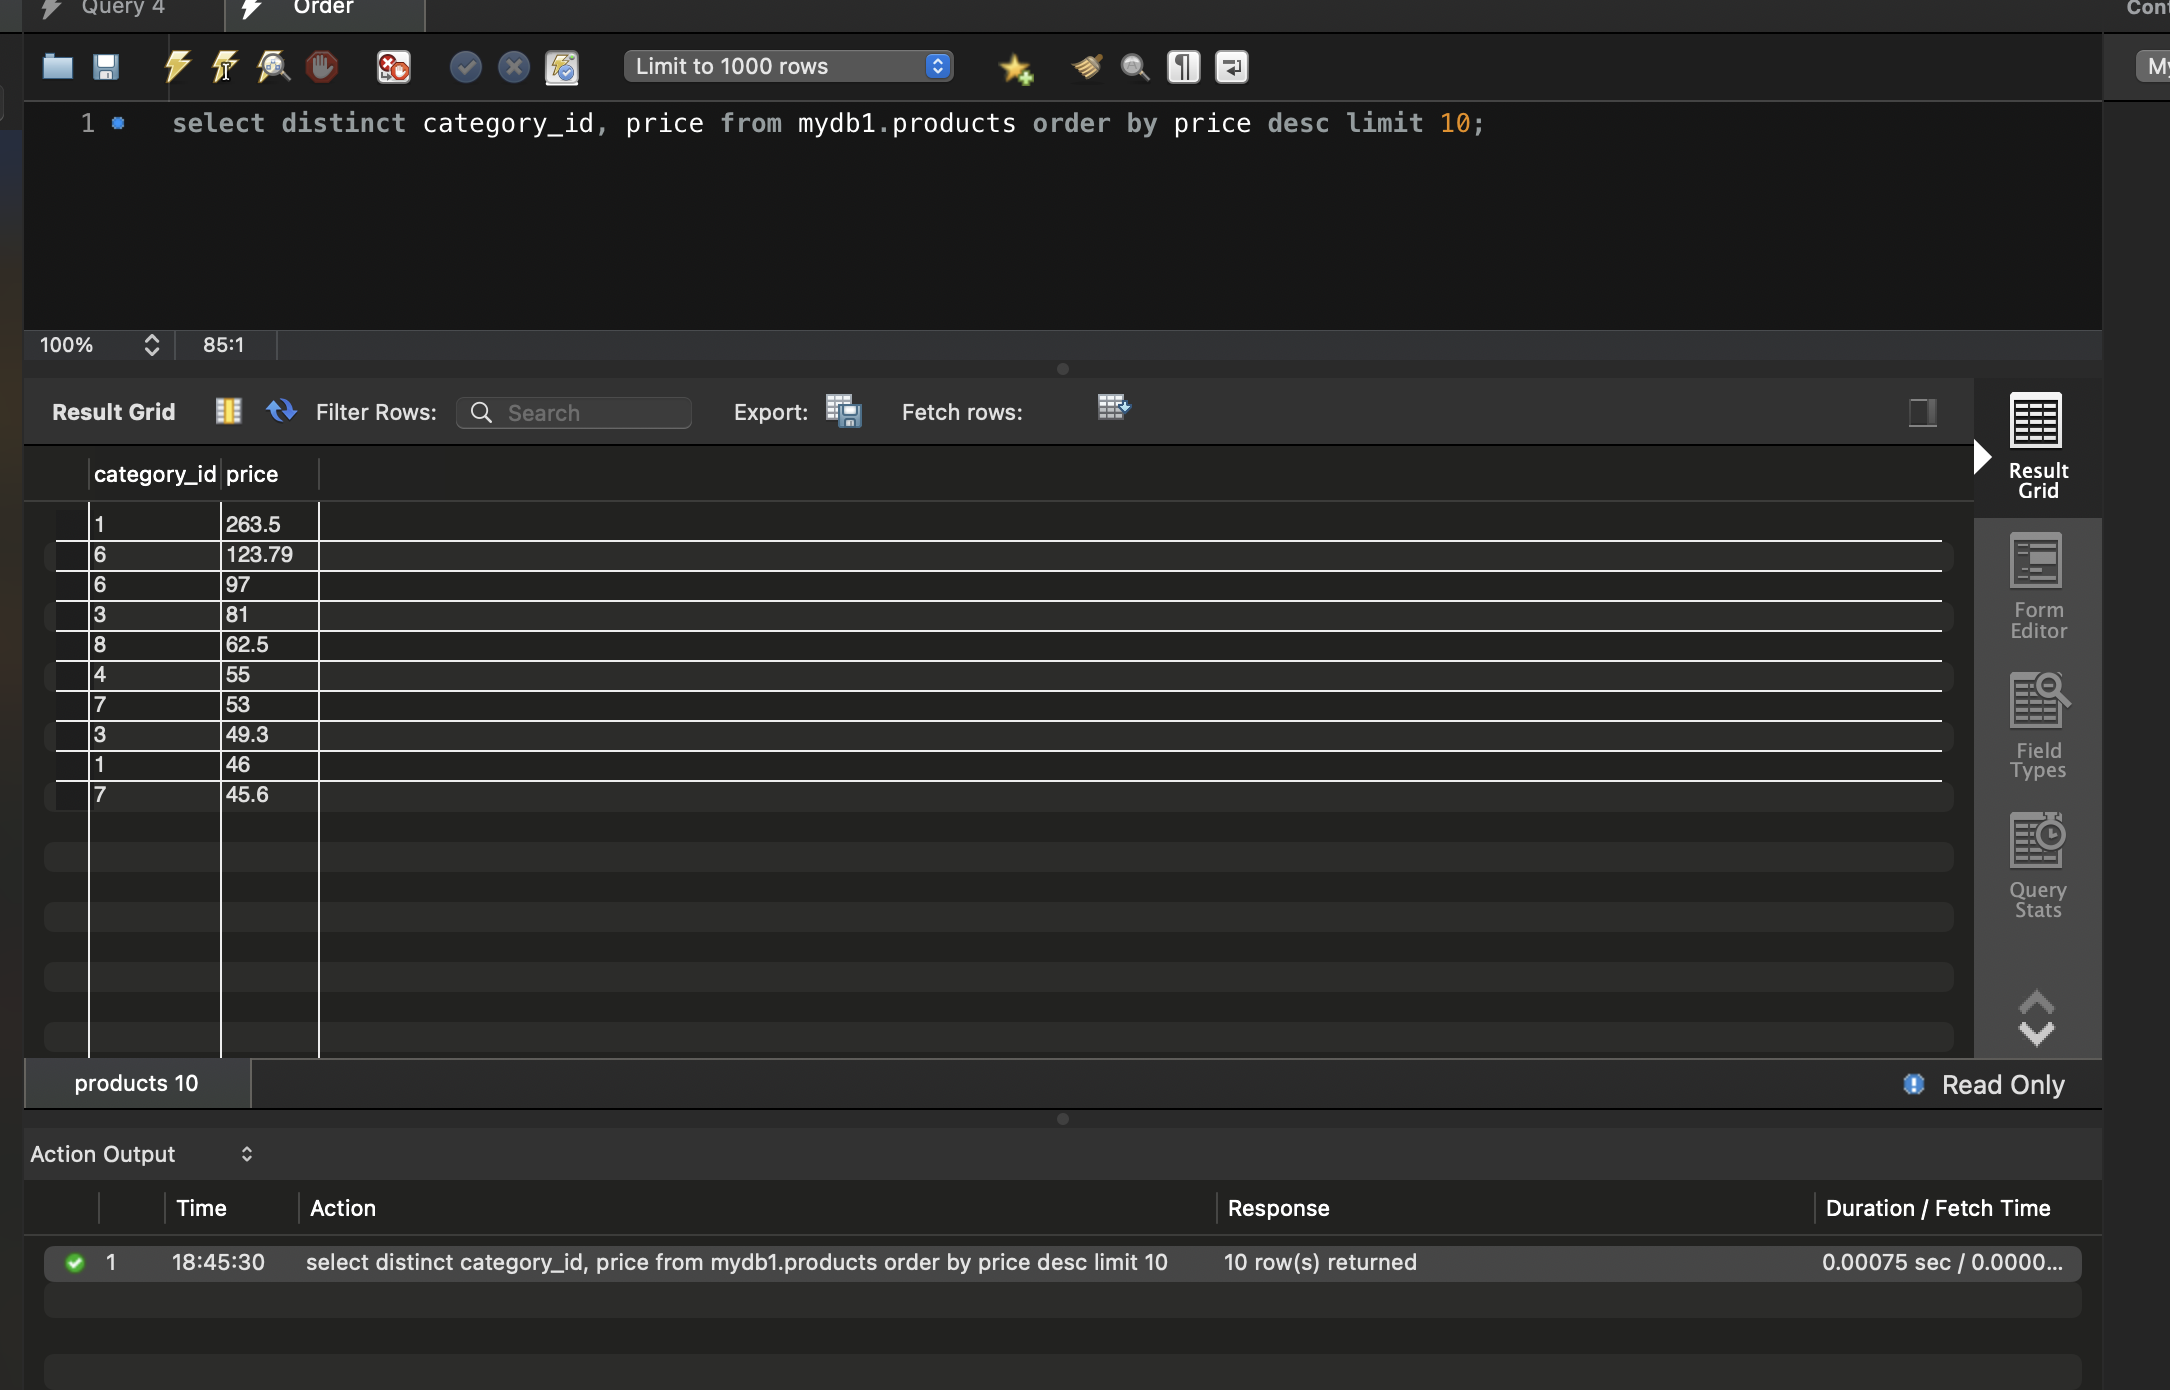 Query 4
Order
Cont
My
Limit to 1000 rows
1 select distinct category_id, price from mydb1.products order by price desc limit 10;
100% 85:1
Result Grid Filter Rows: Search Export: Fetch rows:
category_id price
1 263.5
6 123.79
6 97
3 81
8 62.5
4 55
7 53
3 49.3
1 46
7 45.6
Result
Grid
Form
Editor
Field
Types
Query
Stats
products 10
Read Only
Action Output
Time Action Response Duration / Fetch Time
1 18:45:30 select distinct category_id, price from mydb1.products order by price desc limit 10 10 row(s) returned 0.00075 sec / 0.0000...